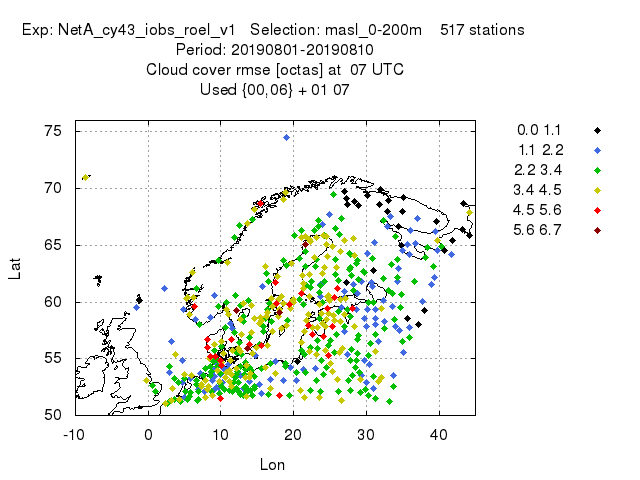 Exp: NetA_cy43_iobs_roel_v1 Selection: masl_0-200m 517 stations
Period: 20190801-20190810
Cloud cover rmse [octas] at 07 UTC
Used {00,06} + 01 07
75
70
65
60
55
50
Lat
-10 0 10 20 30 40
Lon
0.0 1.1
1.1 2.2
2.2 3.4
3.4 4.5
4.5 5.6
5.6 6.7